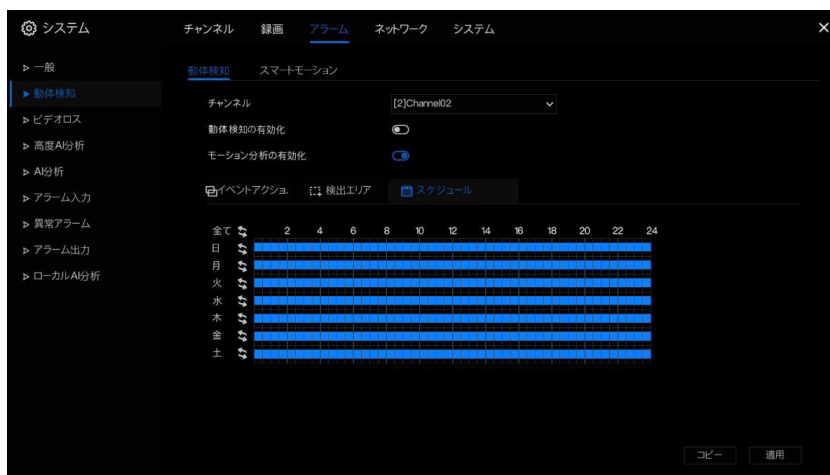 システム
チャンネル 録画 アラーム ネットワーク システム
一般
動体検知
ビデオロス
高度AI分析
AI分析
アラーム入力
異常アラーム
アラーム出力
ローカルAI分析
動体検知 スマートモーション
チャンネル [2]Channel02
動体検知の有効化
モーション分析の有効化
イベントアクショ. 検出エリア スケジュール
全て 2 4 6 8 10 12 14 16 18 20 22 24
日
月
火
水
木
金
土
コピー 適用